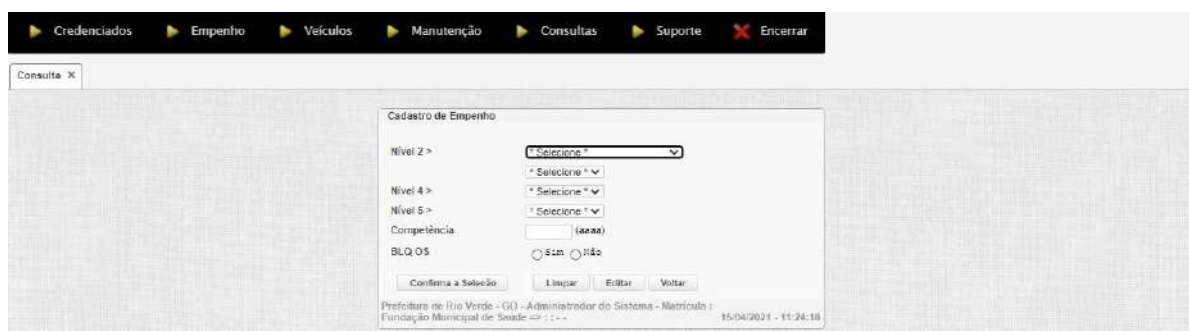 Credenciados Empenho Veículos Manutenção Consultas Suporte Encerrar
Consulta X
Cadastro de Empenho
Nível 2 > * Selecione *
* Selecione *
Nível 4 > * Selecione *
Nível 5 > * Selecione *
Competência (aaaa)
BLQ OS Sim Não
Confirma a Seleção Limpar Editar Voltar
Prefeitura de Rio Verde - GO - Administrador do Sistema - Matrícula :
Fundação Municipal de Saúde => : : - - 15/04/2021 - 11:24:18